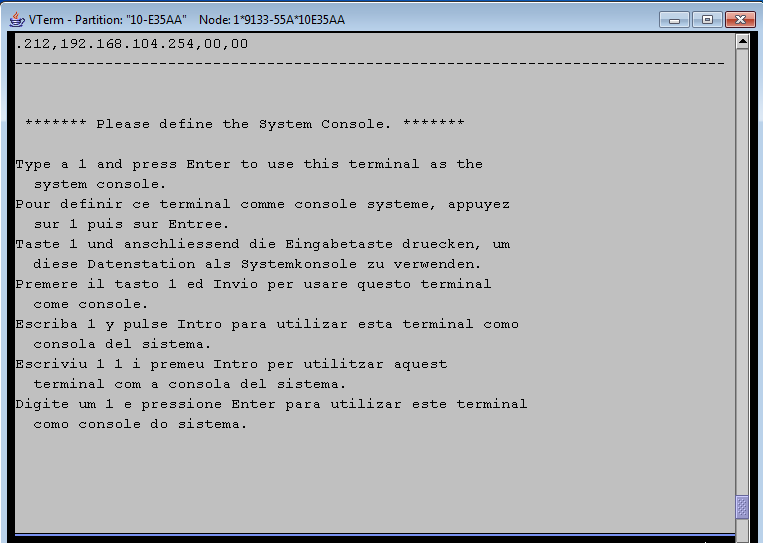 VTerm - Partition: "10-E35AA" Node: 1*9133-55A*10E35AA
.212,192.168.104.254,00,00
-------------------------------------------------------------------------------
******* Please define the System Console. *******
Type a 1 and press Enter to use this terminal as the
system console.
Pour definir ce terminal comme console systeme, appuyez
sur 1 puis sur Entree.
Taste 1 und anschliessend die Eingabetaste druecken, um
diese Datenstation als Systemkonsole zu verwenden.
Premere il tasto 1 ed Invio per usare questo terminal
come console.
Escriba 1 y pulse Intro para utilizar esta terminal como
consola del sistema.
Escriviu 1 1 i premeu Intro per utilitzar aquest
terminal com a consola del sistema.
Digite um 1 e pressione Enter para utilizar este terminal
como console do sistema.